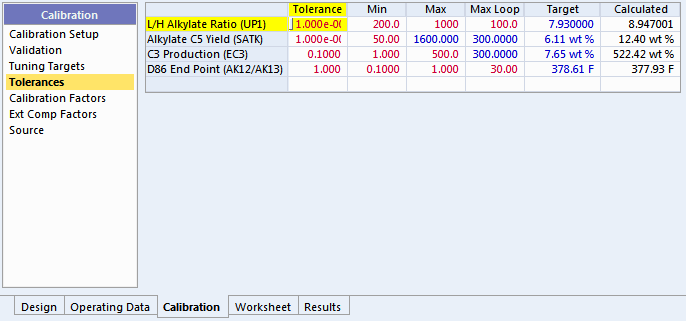 Calibration
Calibration Setup
Validation
Tuning Targets
Tolerances
Calibration Factors
Ext Comp Factors
Source
Tolerance Min Max Max Loop Target Calculated
L/H Alkylate Ratio (UP1) 1.000e-0 200.0 1000 100.0 7.930000 8.947001
Alkylate C5 Yield (SATK) 1.000e-0 50.00 1600.000 300.0000 6.11 wt % 12.40 wt %
C3 Production (EC3) 0.1000 1.000 500.0 300.0000 7.65 wt % 522.42 wt %
D86 End Point (AK12/AK13) 1.000 0.1000 1.000 30.00 378.61 F 377.93 F
Design Operating Data Calibration Worksheet Results